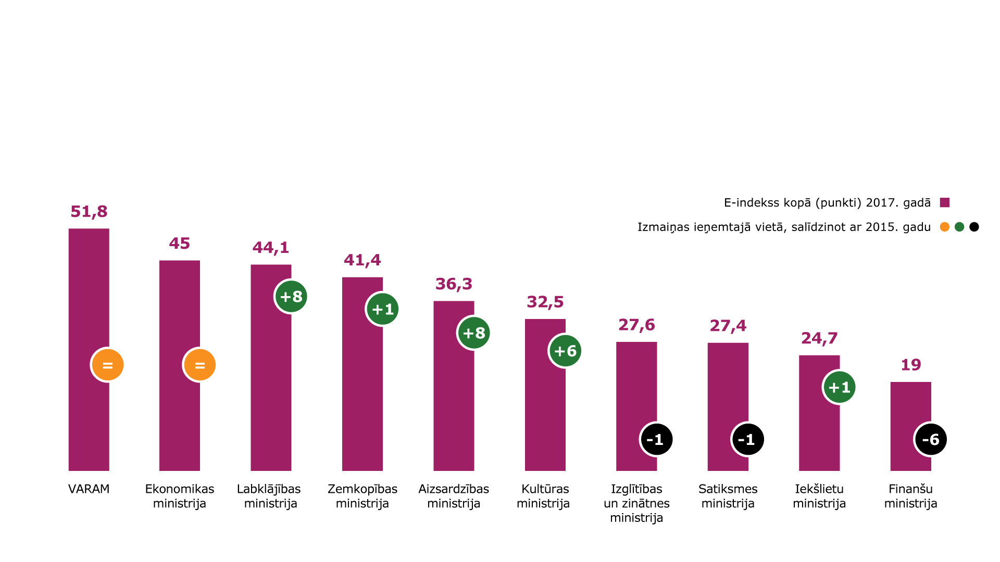 E-indekss kopā (punkti) 2017. gadā
Izmaiņas ieņemtajā vietā, salīdzinot ar 2015. gadu
51,8
45
44,1
41,4
36,3
32,5
27,6
27,4
24,7
19
=
=
+8
+1
+8
+6
-1
-1
+1
-6
VARAM
Ekonomikas
ministrija
Labklājības
ministrija
Zemkopības
ministrija
Aizsardzības
ministrija
Kultūras
ministrija
Izglītības
un zinātnes
ministrija
Satiksmes
ministrija
Iekšlietu
ministrija
Finanšu
ministrija